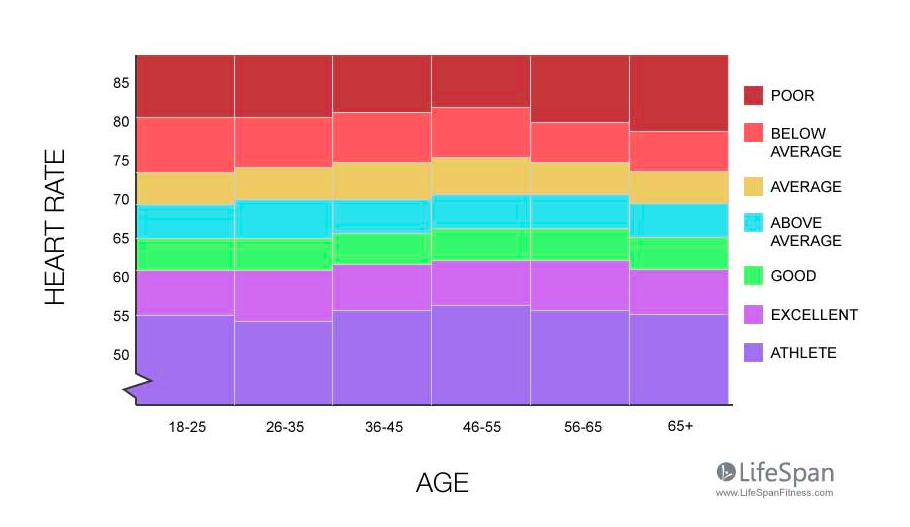 HEART RATE
85
80
75
70
65
60
55
50
18-25
26-35
36-45
46-55
56-65
65+
AGE
POOR
BELOW
AVERAGE
AVERAGE
ABOVE
AVERAGE
GOOD
EXCELLENT
ATHLETE
LifeSpan
www.LifeSpanFitness.com